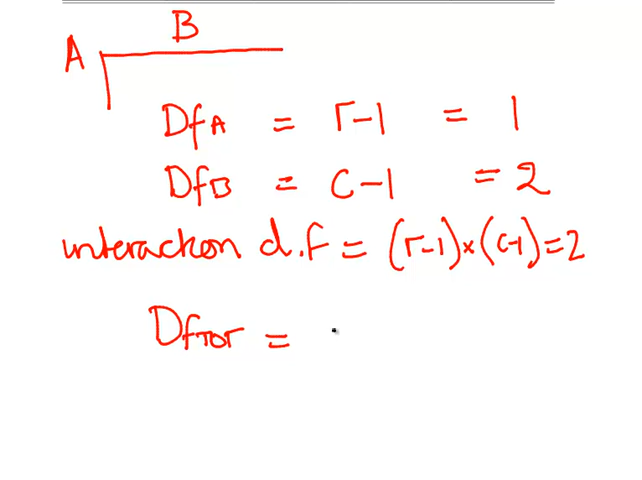 B
A
DfA = r-1 = 1
DfB = c-1 = 2
interaction d.f = (r-1)×(c-1)=2
DfTOT =